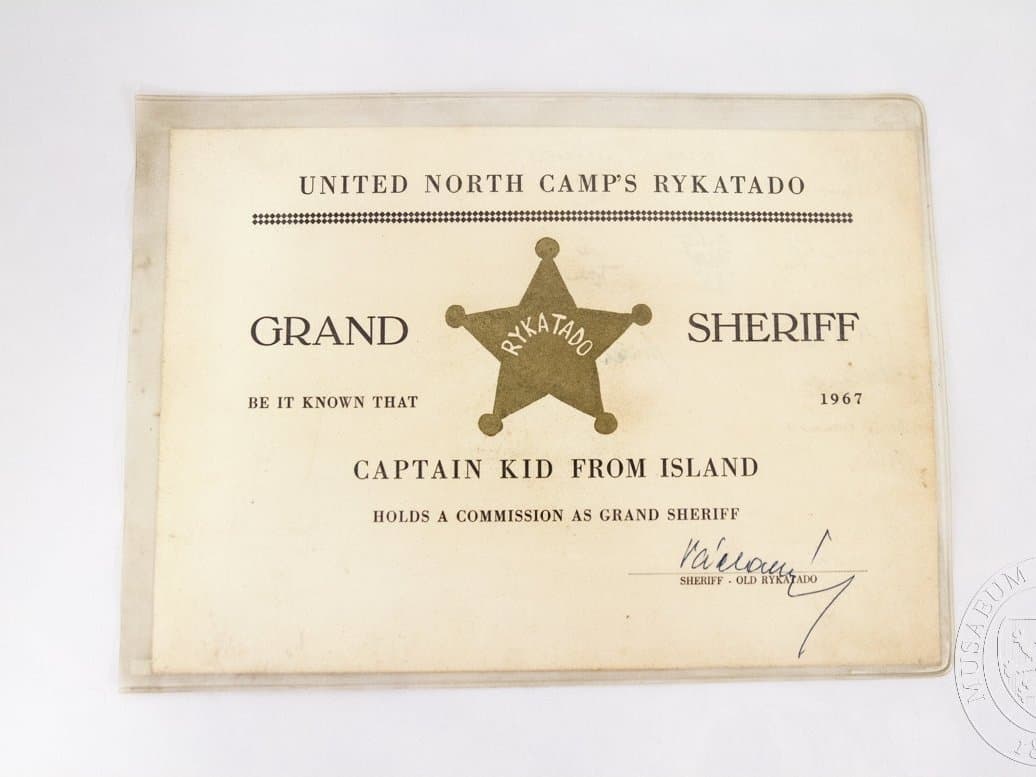 UNITED NORTH CAMP'S RYKATADO
RYKATADO
GRAND SHERIFF
BE IT KNOWN THAT 1967
CAPTAIN KID FROM ISLAND
HOLDS A COMMISSION AS GRAND SHERIFF
SHERIFF - OLD RYKATADO
MUSAEUM